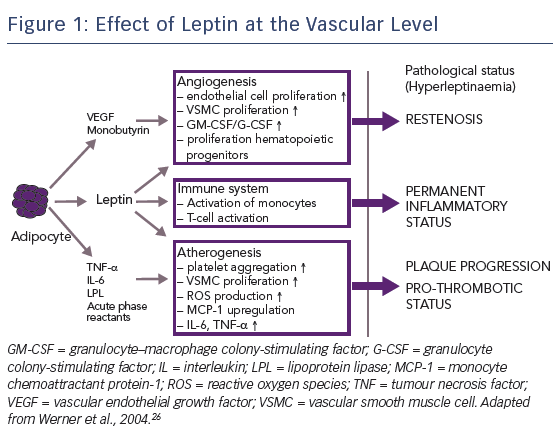 Figure 1: Effect of Leptin at the Vascular Level
Adipocyte
VEGF
Monobutyrin
Leptin
TNF-α
IL-6
LPL
Acute phase
reactants
Angiogenesis
– endothelial cell proliferation ↑
– VSMC proliferation ↑
– GM-CSF/G-CSF ↑
– proliferation hematopoietic
progenitors
Immune system
– Activation of monocytes
– T-cell activation
Atherogenesis
– platelet aggregation ↑
– VSMC proliferation ↑
– ROS production ↑
– MCP-1 upregulation
– IL-6, TNF-α ↑
Pathological status
(Hyperleptinaemia)
RESTENOSIS
PERMANENT
INFLAMMATORY
STATUS
PLAQUE PROGRESSION
PRO-THROMBOTIC
STATUS
GM-CSF = granulocyte–macrophage colony-stimulating factor; G-CSF = granulocyte
colony-stimulating factor; IL = interleukin; LPL = lipoprotein lipase; MCP-1 = monocyte
chemoattractant protein-1; ROS = reactive oxygen species; TNF = tumour necrosis factor;
VEGF = vascular endothelial growth factor; VSMC = vascular smooth muscle cell. Adapted
from Werner et al., 2004.²⁶